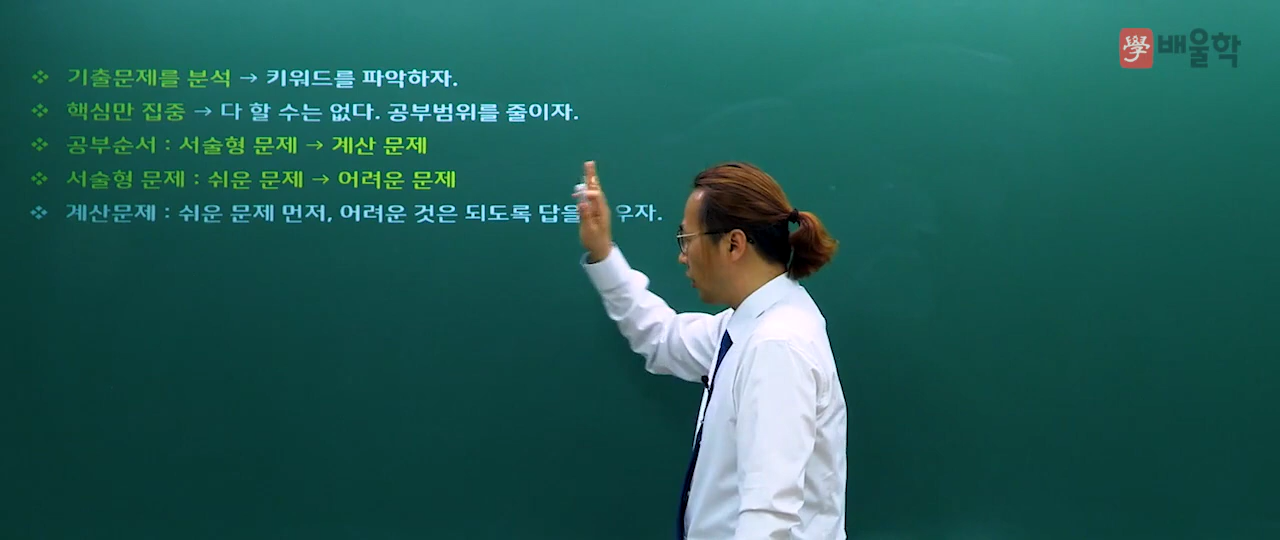 學 배울학
❖ 기출문제를 분석 → 키워드를 파악하자.
❖ 핵심만 집중 → 다 할 수는 없다. 공부범위를 줄이자.
❖ 공부순서 : 서술형 문제 → 계산 문제
❖ 서술형 문제 : 쉬운 문제 → 어려운 문제
❖ 계산문제 : 쉬운 문제 먼저, 어려운 것은 되도록 답을 우자.